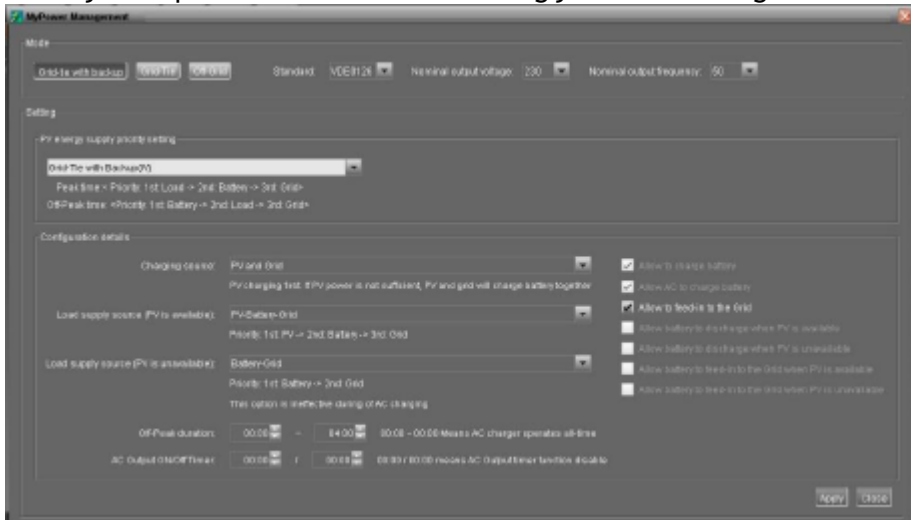 MyPower Management
Mode
Grid-tie with backup Grid-Tie Off-Grid Standard: VDE0126 Nominal output voltage: 230 Nominal output frequency: 50
Setting
PV energy supply priority setting
Grid-Tie with Backup(IV)
Peak time < Priority: 1st: Load -> 2nd: Battery -> 3rd: Grid>
Off-Peak time: <Priority: 1st: Battery -> 2nd: Load -> 3rd: Grid>
Configuration details
Charging source: PV and Grid Allow to charge battery
PV charging first. If PV power is not sufficient, PV and grid will charge battery together Allow AC to charge battery
Load supply source (PV is available): PV-Battery-Grid Allow to feed-in to the Grid
Priority: 1st: PV -> 2nd: Battery -> 3rd: Grid Allow battery to discharge when PV is available
Load supply source (PV is unavailable): Battery-Grid Allow battery to discharge when PV is unavailable
Priority: 1st: Battery -> 2nd: Grid Allow battery to feed-in to the Grid when PV is available
This option is ineffective during of AC charging Allow battery to feed-in to the Grid when PV is unavailable
Off-Peak duration: 00:00 ~ 04:00 00:00 ~ 00:00 Means AC charger operates all-time
AC Output ON/Off Timer: 00:00 / 00:00 00:00 / 00:00 means AC Output timer function disable
Apply Close